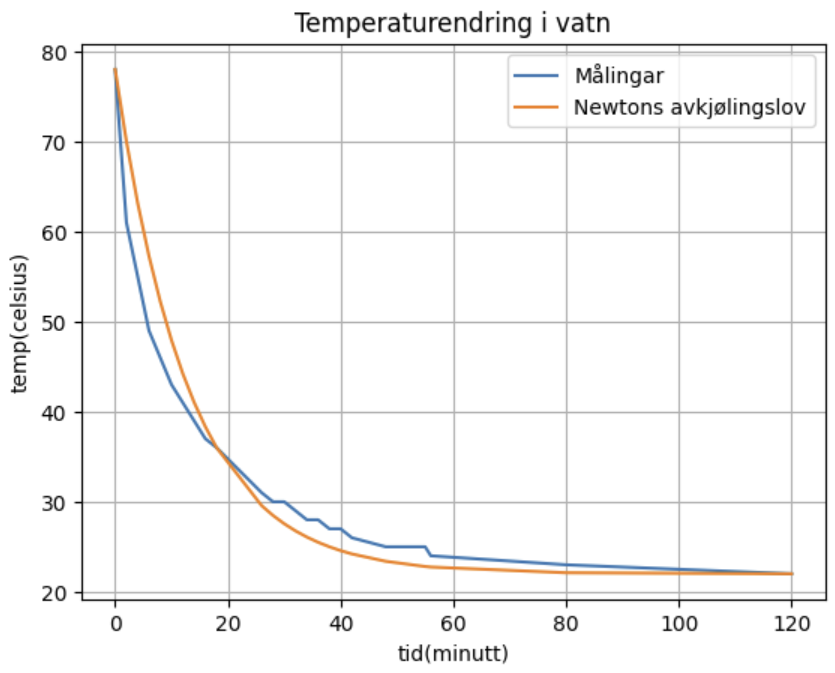 Temperaturendring i vatn
Målingar
Newtons avkjølingslov
temp(celsius)
80
70
60
50
40
30
20
0 20 40 60 80 100 120
tid(minutt)